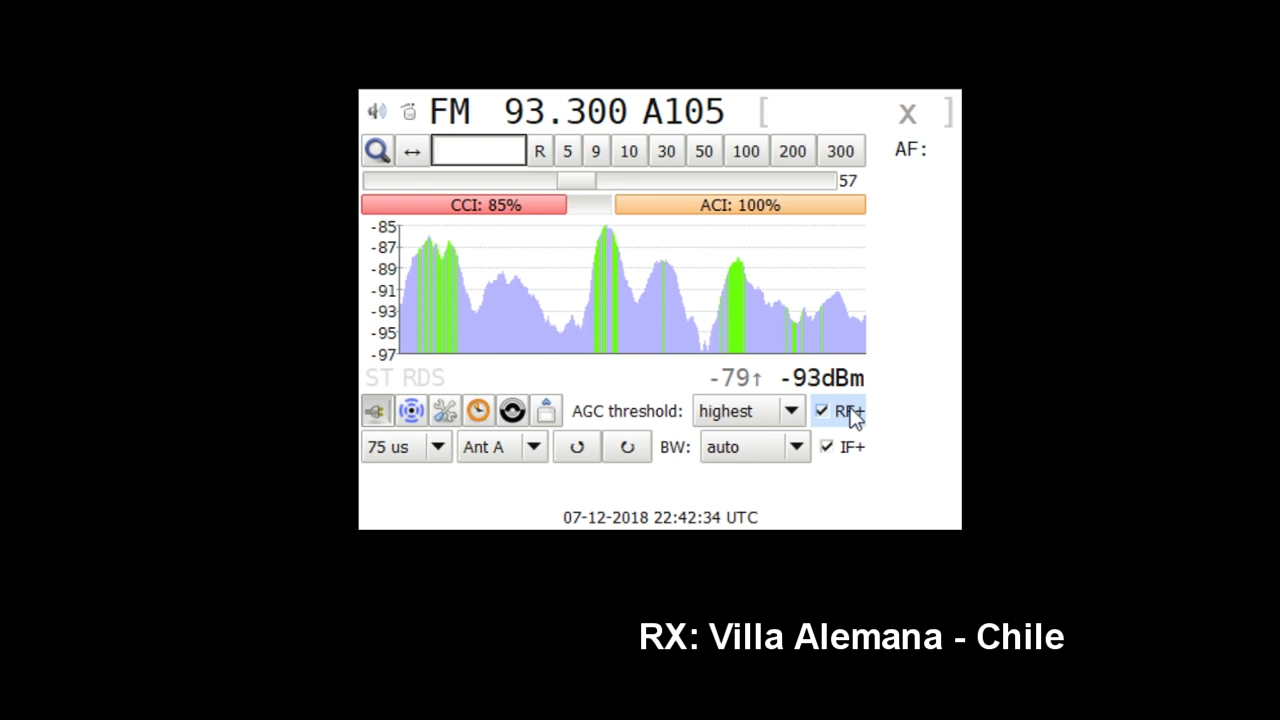 FM 93.300 A105 [ x ]
↔ R 5 9 10 30 50 100 200 300 AF:
57
CCI: 85% ACI: 100%
-85
-87
-89
-91
-93
-95
-97
ST RDS -79↑ -93dBm
AGC threshold: highest RF+
75 us Ant A ↺ ↻ BW: auto IF+
07-12-2018 22:42:34 UTC
RX: Villa Alemana - Chile